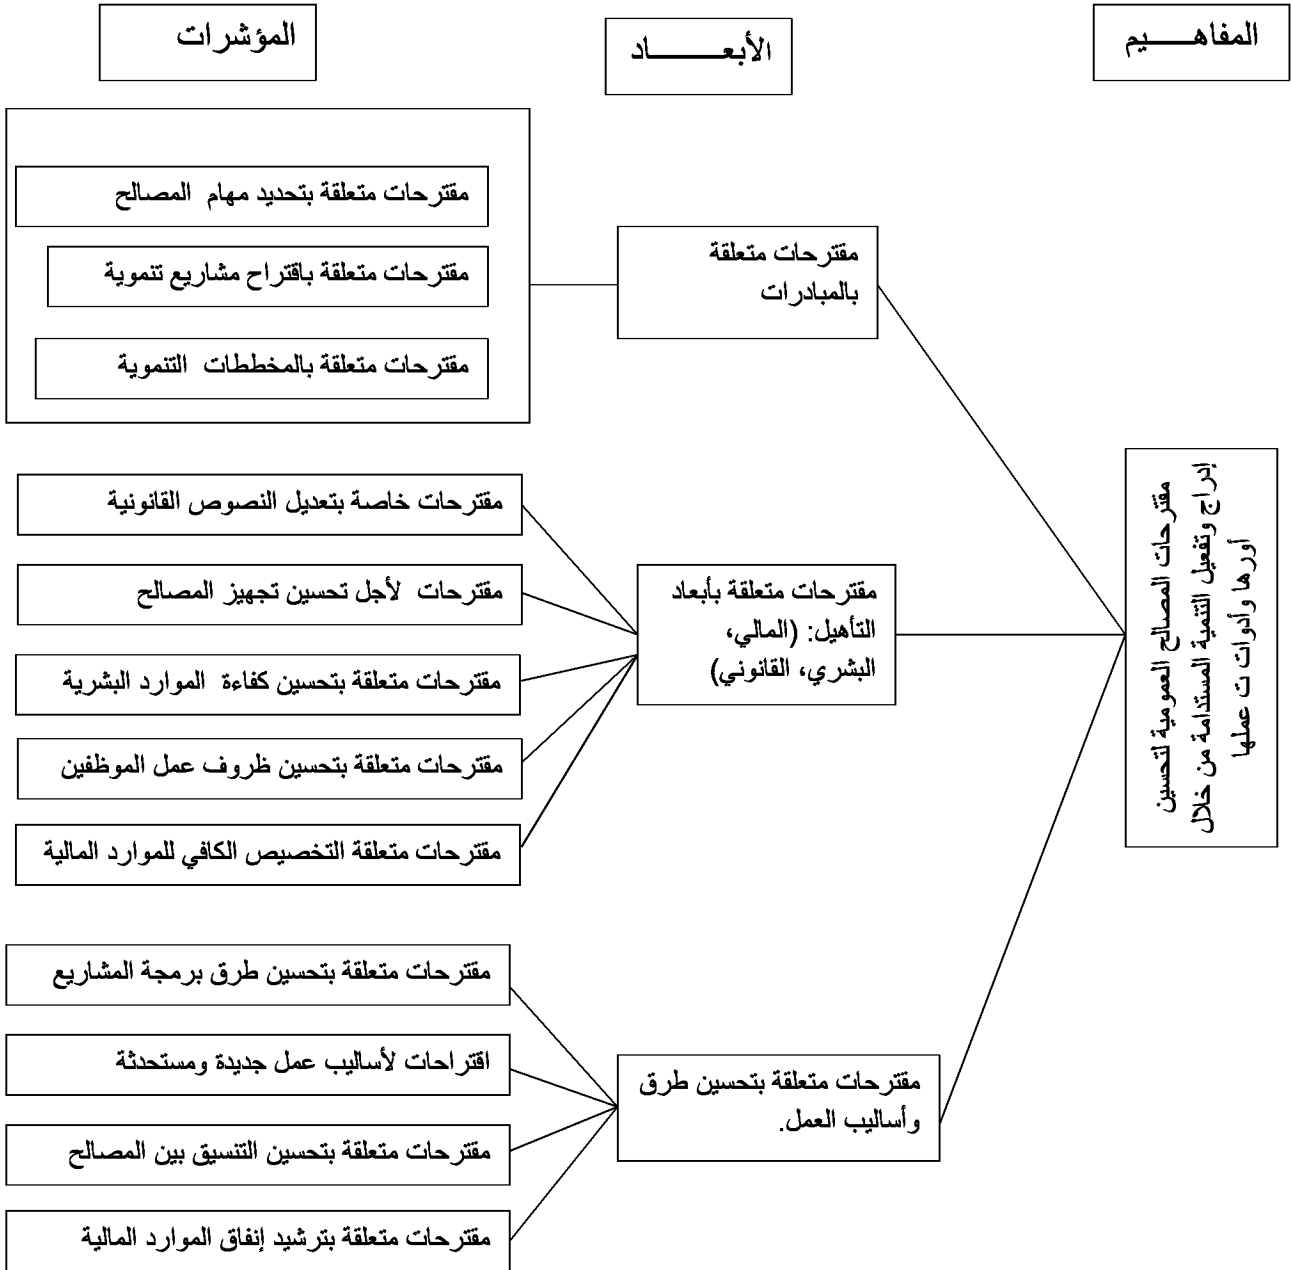 المفاهـــــيم
الأبعـــــــــاد
المؤشرات
مقترحات المصالح العمومية لتحسين
إدراج وتفعيل التنمية المستدامة من خلال
أورها وأدوات ت عملها
مقترحات متعلقة
بالمبادرات
مقترحات متعلقة بتحديد مهام المصالح
مقترحات متعلقة باقتراح مشاريع تنموية
مقترحات متعلقة بالمخططات التنموية
مقترحات متعلقة بأبعاد
التأهيل: (المالي،
البشري، القانوني)
مقترحات خاصة بتعديل النصوص القانونية
مقترحات لأجل تحسين تجهيز المصالح
مقترحات متعلقة بتحسين كفاءة الموارد البشرية
مقترحات متعلقة بتحسين ظروف عمل الموظفين
مقترحات متعلقة التخصيص الكافي للموارد المالية
مقترحات متعلقة بتحسين طرق
وأساليب العمل.
مقترحات متعلقة بتحسين طرق برمجة المشاريع
اقتراحات لأساليب عمل جديدة ومستحدثة
مقترحات متعلقة بتحسين التنسيق بين المصالح
مقترحات متعلقة بترشيد إنفاق الموارد المالية